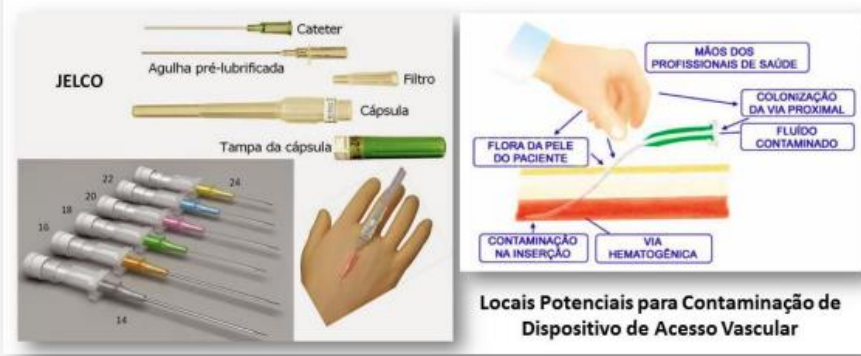 Cateter
Agulha pré-lubrificada
JELCO
Filtro
Cápsula
Tampa da cápsula
24
22
20
18
16
14
MÃOS DOS
PROFISSIONAIS DE SAÚDE
COLONIZAÇÃO
DA VIA PROXIMAL
FLUÍDO
CONTAMINADO
FLORA DA PELE
DO PACIENTE
CONTAMINAÇÃO
NA INSERÇÃO
VIA
HEMATOGÊNICA
Locais Potenciais para Contaminação de
Dispositivo de Acesso Vascular